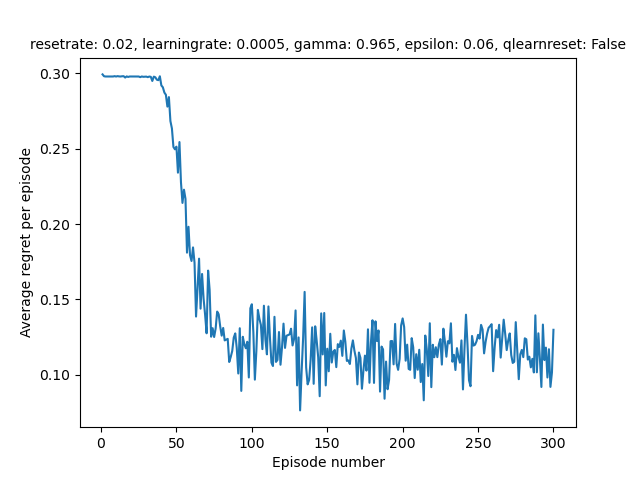 resetrate: 0.02, learningrate: 0.0005, gamma: 0.965, epsilon: 0.06, qlearnreset: False
Average regret per episode
0.30
0.25
0.20
0.15
0.10
0 50 100 150 200 250 300
Episode number